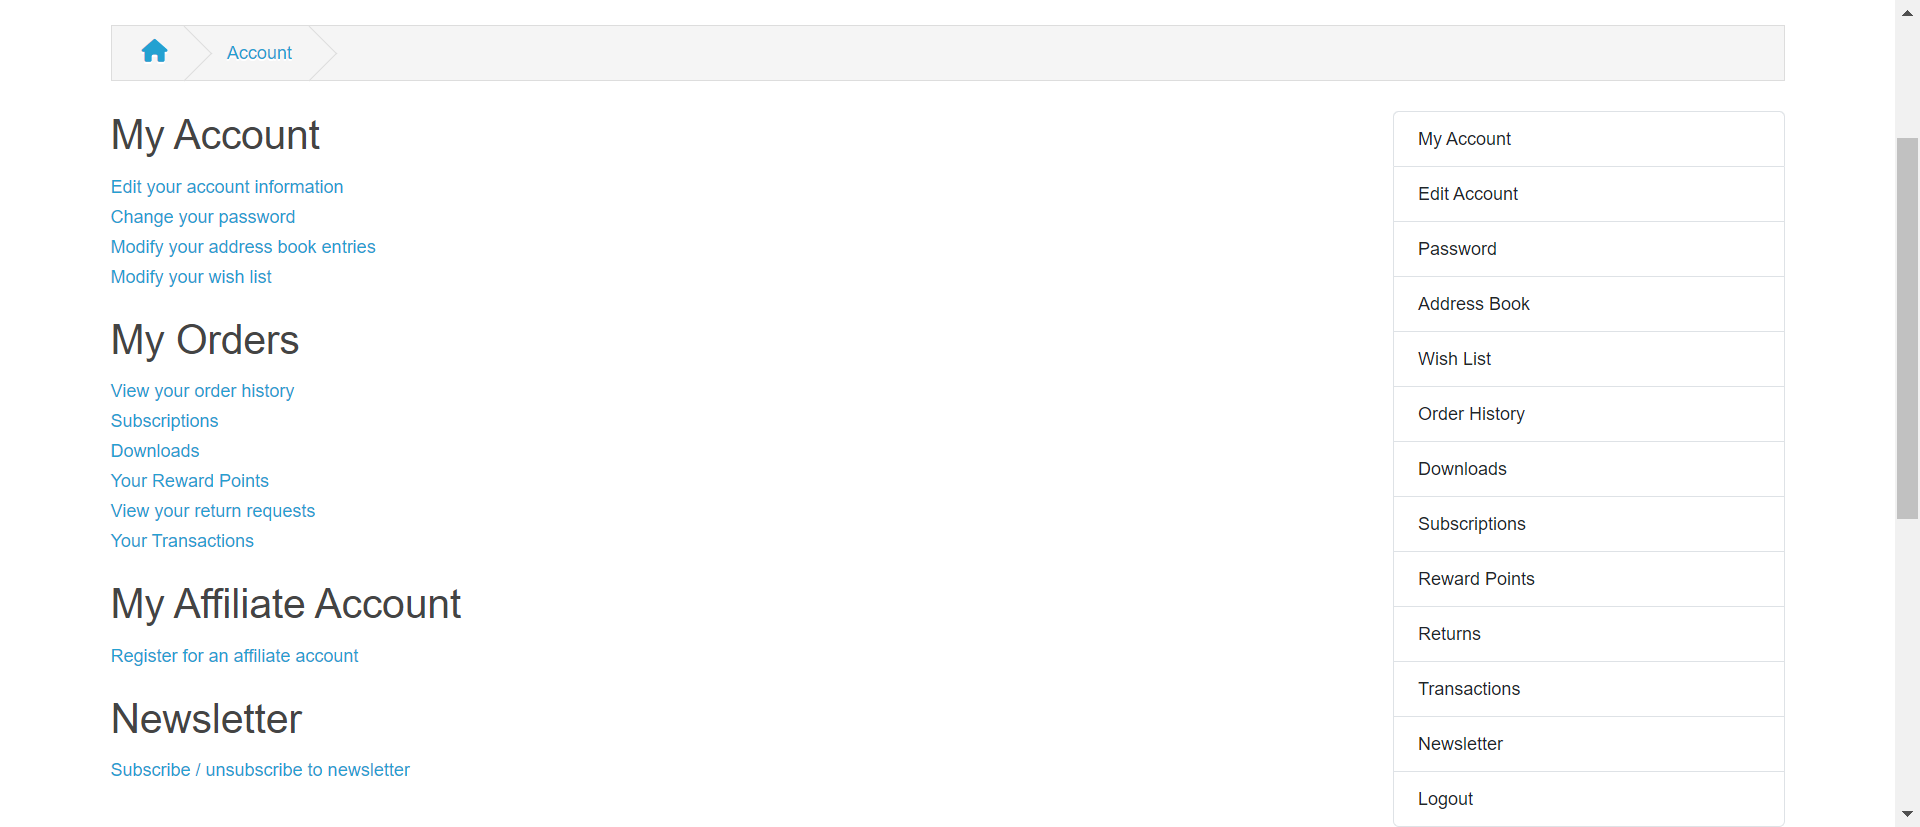 Account
My Account
Edit your account information
Change your password
Modify your address book entries
Modify your wish list
My Orders
View your order history
Subscriptions
Downloads
Your Reward Points
View your return requests
Your Transactions
My Affiliate Account
Register for an affiliate account
Newsletter
Subscribe / unsubscribe to newsletter
My Account
Edit Account
Password
Address Book
Wish List
Order History
Downloads
Subscriptions
Reward Points
Returns
Transactions
Newsletter
Logout